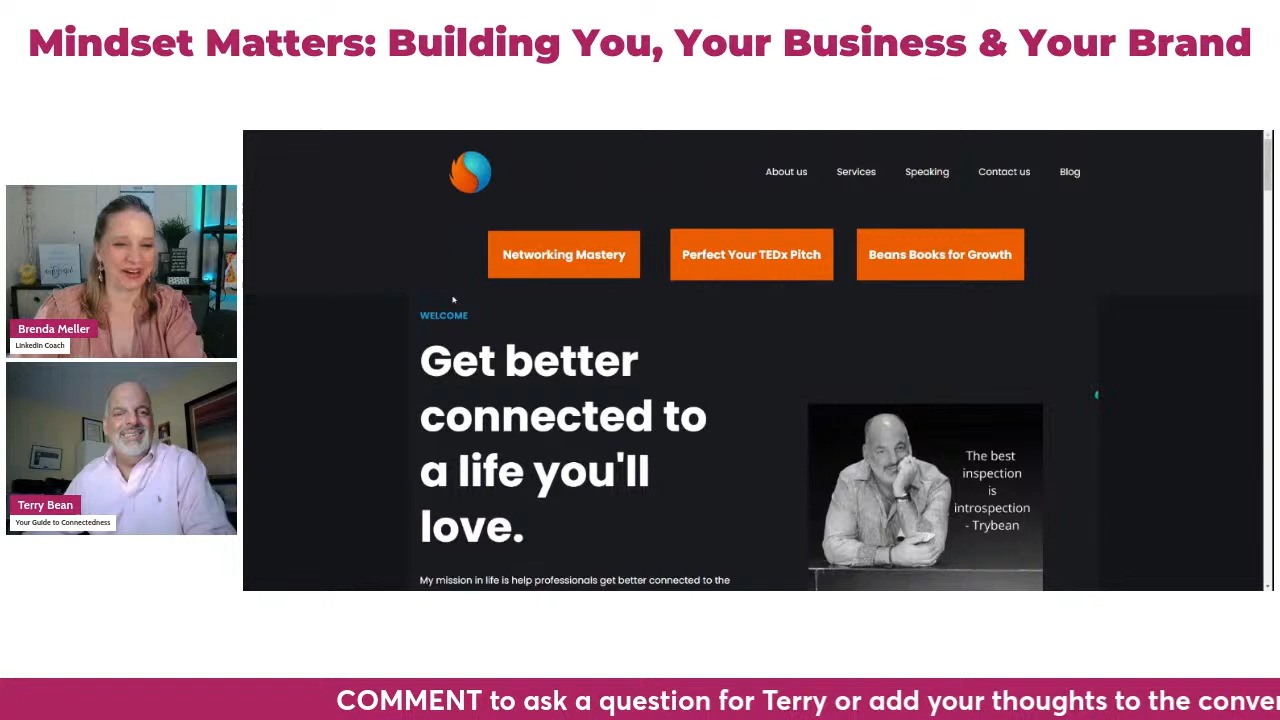 Mindset Matters: Building You, Your Business & Your Brand
Brenda Meller
LinkedIn Coach
Terry Bean
Your Guide to Connectedness
About us
Services
Speaking
Contact us
Blog
Networking Mastery
Perfect Your TEDx Pitch
Beans Books for Growth
WELCOME
Get better
connected to
a life you'll
love.
My mission in life is help professionals get better connected to the
The best
inspection
is
introspection
- Trybean
COMMENT to ask a question for Terry or add your thoughts to the conver